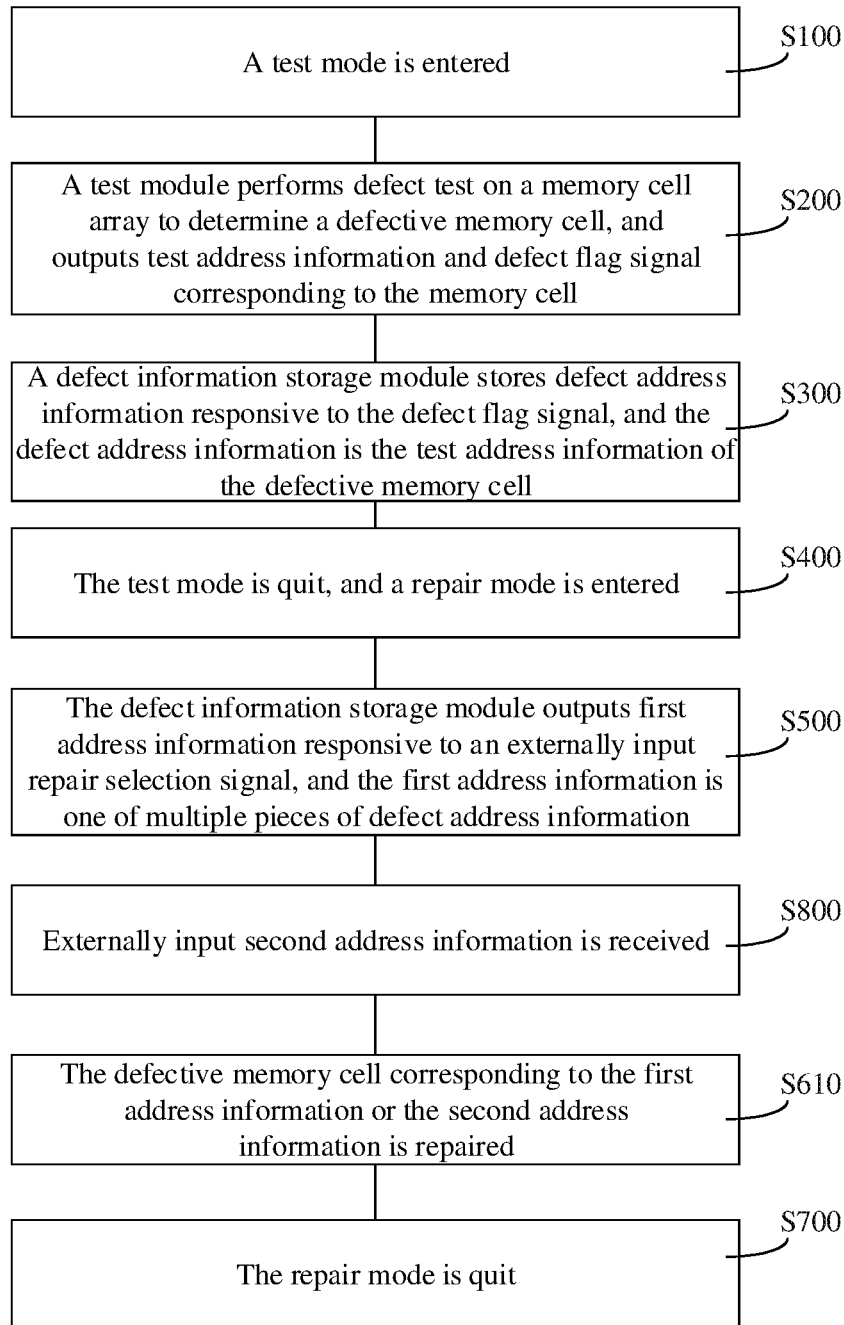 A test mode is entered
S100
A test module performs defect test on a memory cell
array to determine a defective memory cell, and
outputs test address information and defect flag signal
corresponding to the memory cell
S200
A defect information storage module stores defect address
information responsive to the defect flag signal, and the
defect address information is the test address information of
the defective memory cell
S300
The test mode is quit, and a repair mode is entered
S400
The defect information storage module outputs first
address information responsive to an externally input
repair selection signal, and the first address information is
one of multiple pieces of defect address information
S500
Externally input second address information is received
S800
The defective memory cell corresponding to the first
address information or the second address
information is repaired
S610
The repair mode is quit
S700